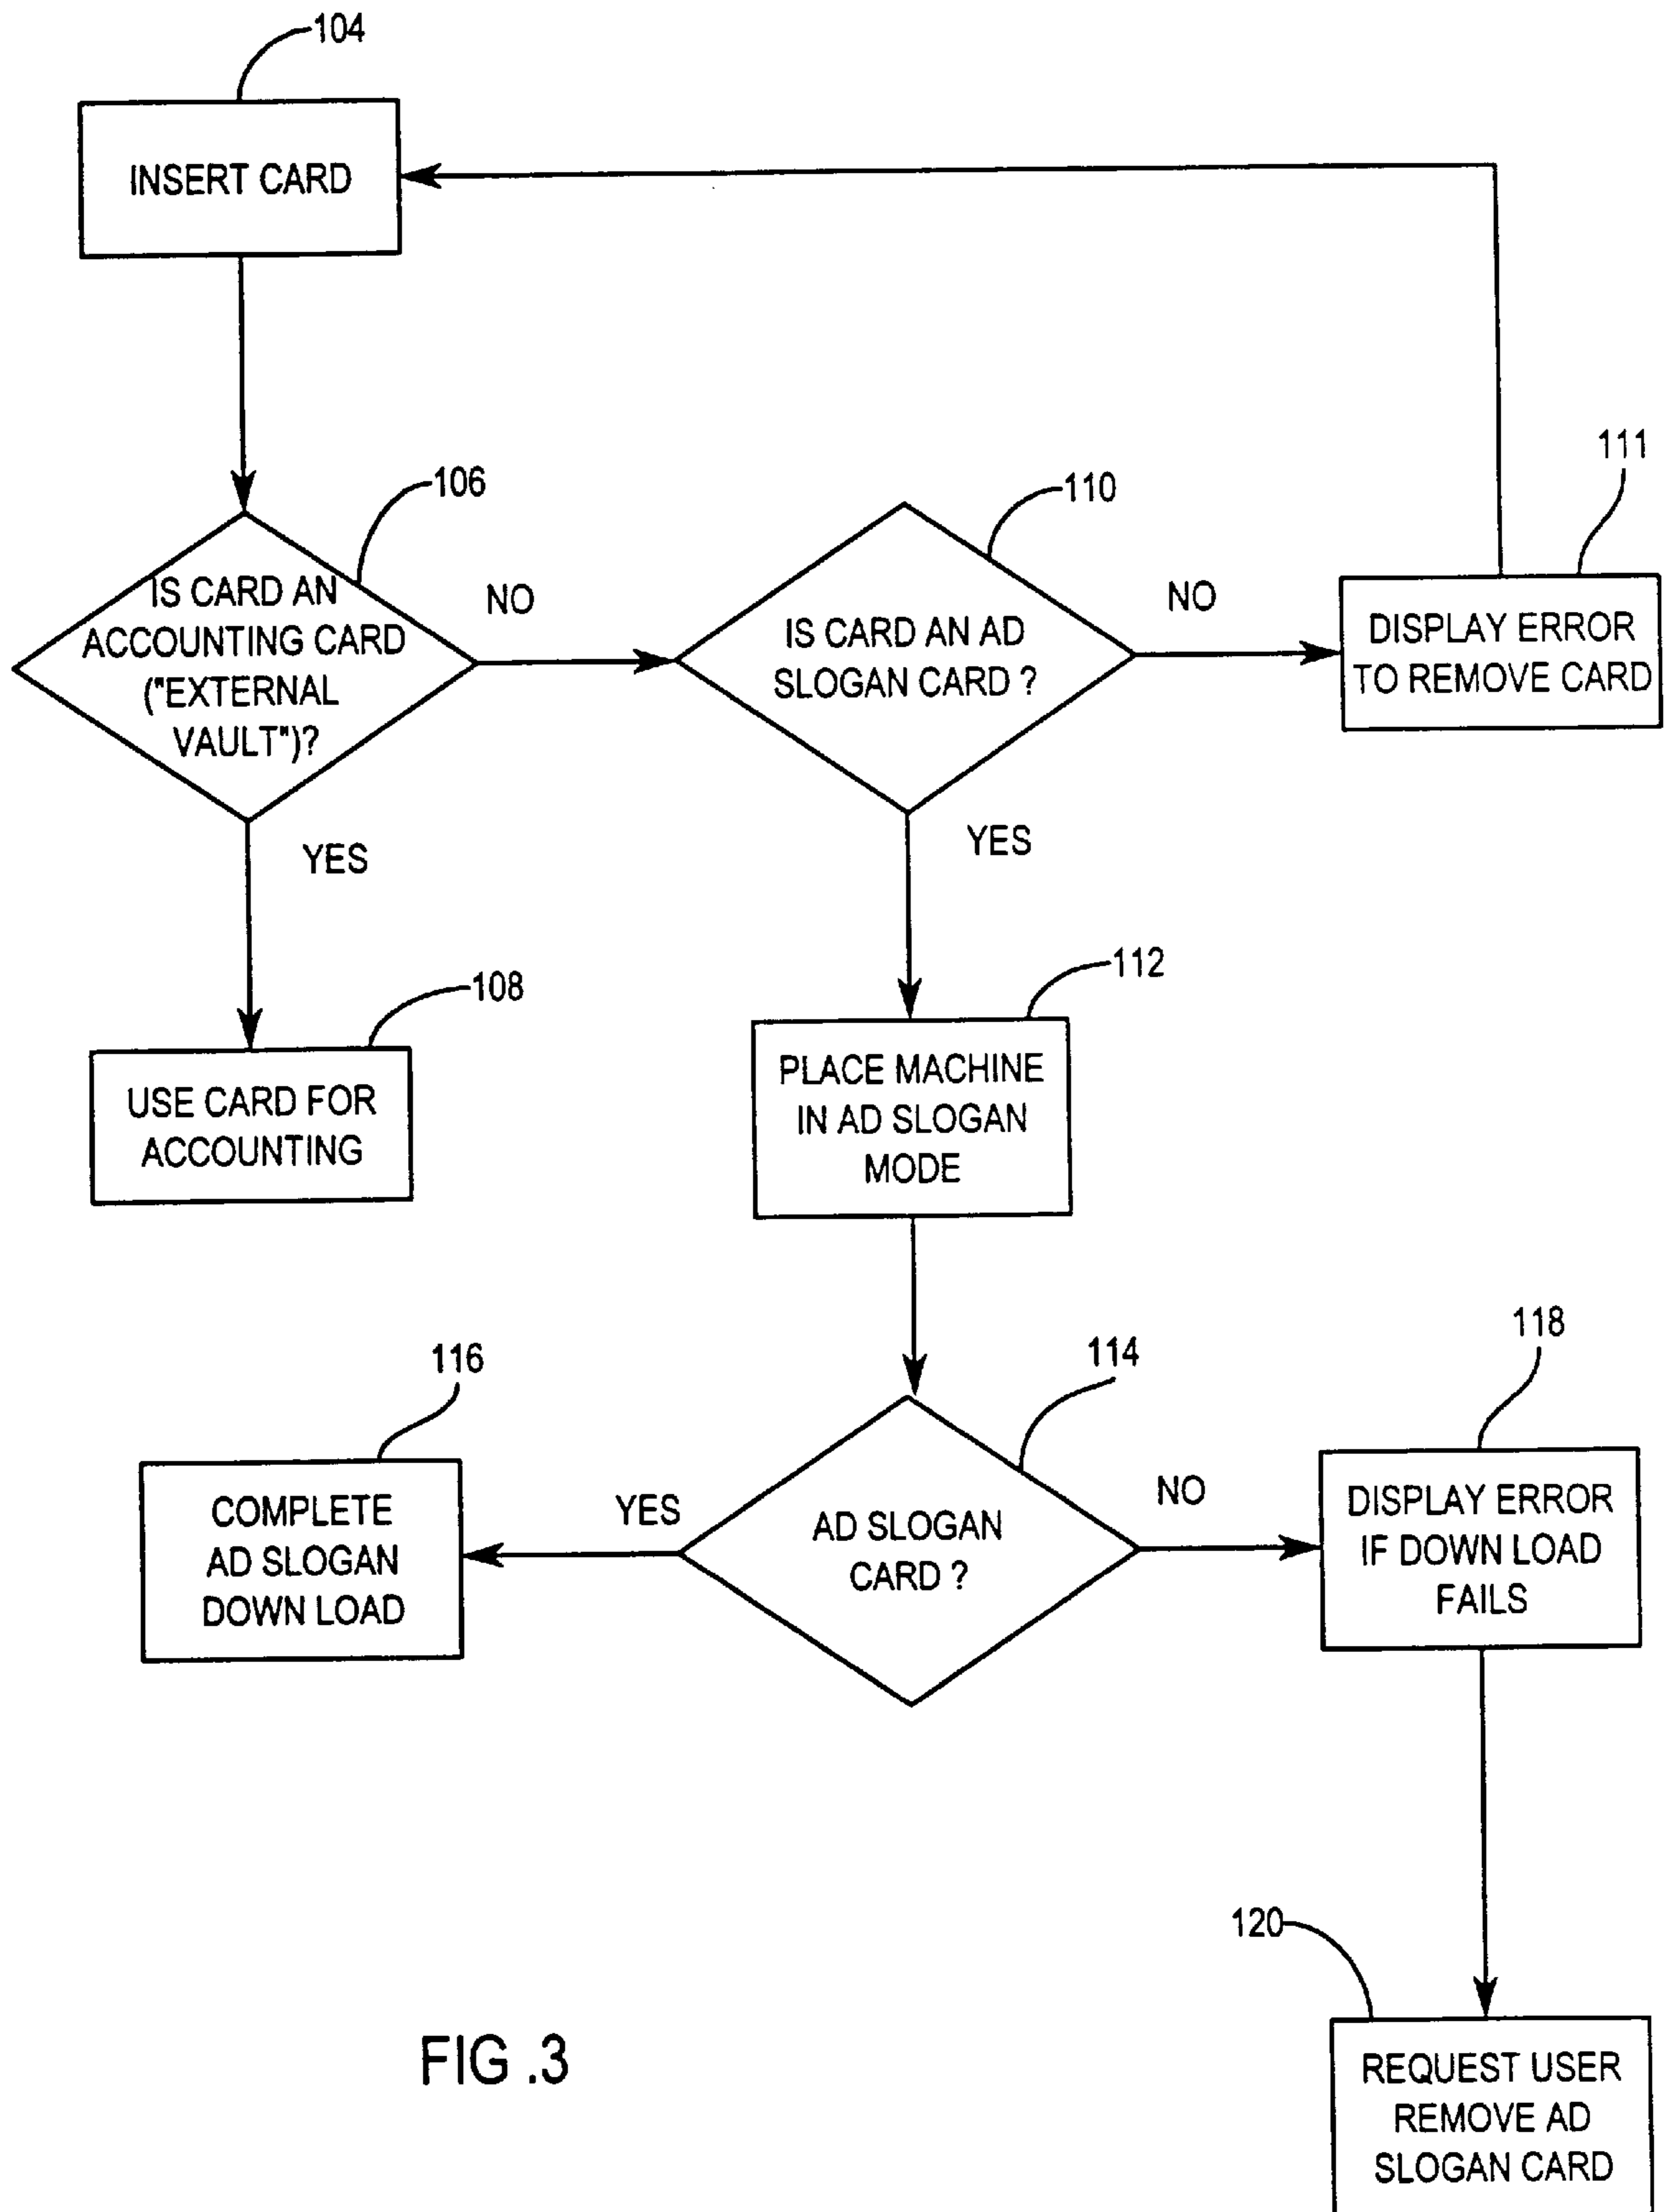 104
INSERT CARD
106
IS CARD AN
ACCOUNTING CARD
("EXTERNAL
VAULT")?
NO
YES
110
IS CARD AN AD
SLOGAN CARD ?
NO
YES
111
DISPLAY ERROR
TO REMOVE CARD
108
USE CARD FOR
ACCOUNTING
112
PLACE MACHINE
IN AD SLOGAN
MODE
114
AD SLOGAN
CARD ?
YES
NO
116
COMPLETE
AD SLOGAN
DOWN LOAD
118
DISPLAY ERROR
IF DOWN LOAD
FAILS
120
REQUEST USER
REMOVE AD
SLOGAN CARD
FIG .3